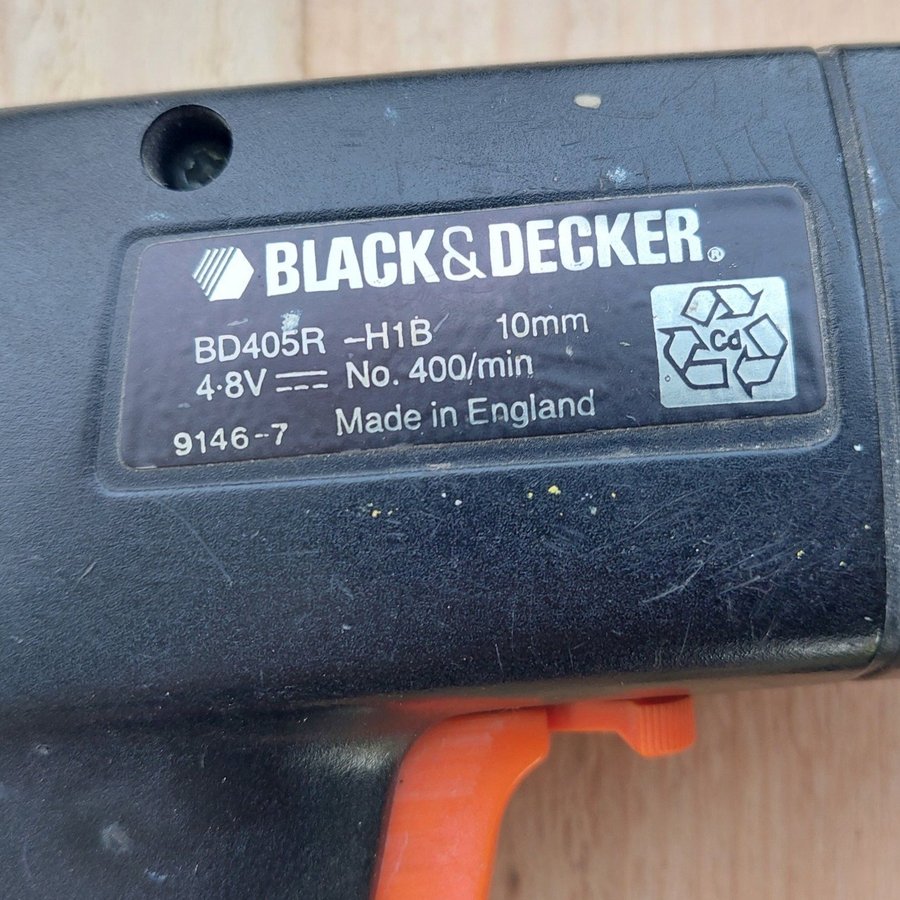 BLACK&DECKER®
BD405R -H1B 10mm
4·8V ⎓ No. 400/min
9146-7 Made in England
Cd